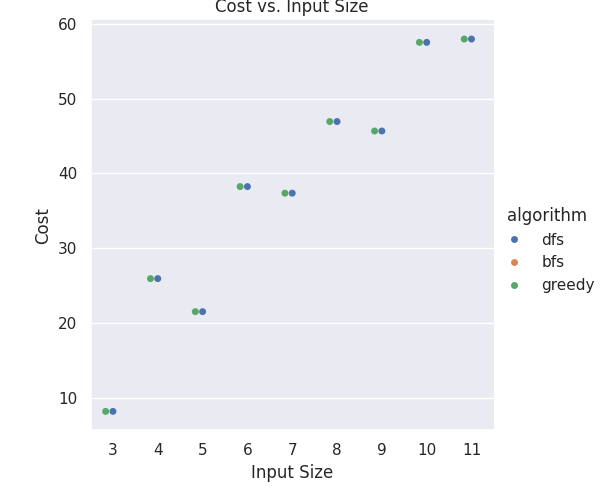 Cost vs. Input Size
60
50
40
30
20
10
Cost
3 4 5 6 7 8 9 10 11
Input Size
algorithm
dfs
bfs
greedy